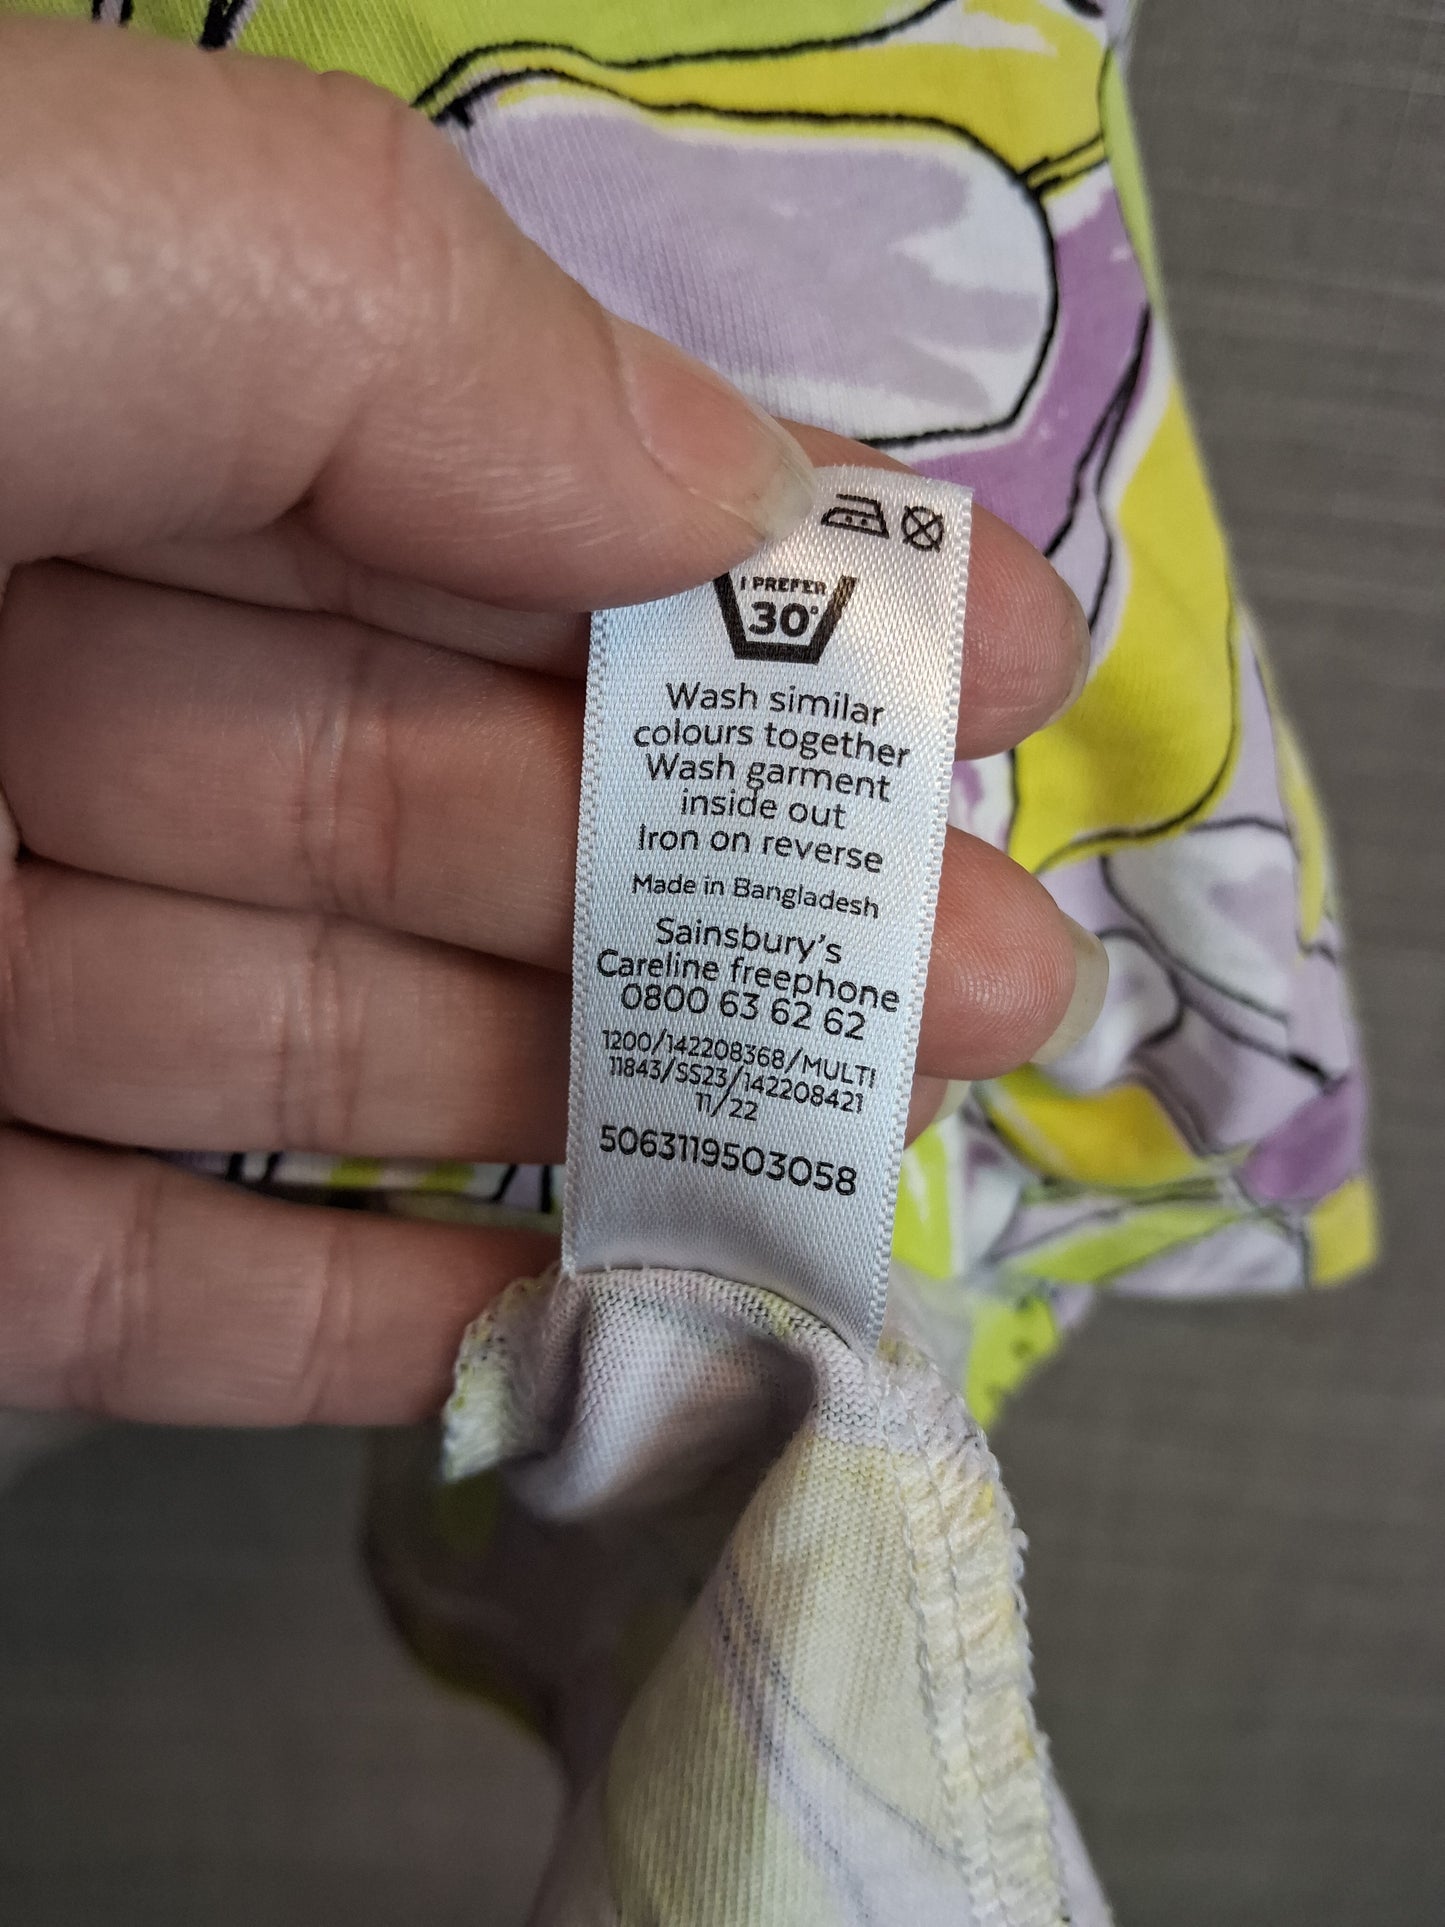 I PREFER
30°
Wash similar
colours together
Wash garment
inside out
Iron on reverse
Made in Bangladesh
Sainsbury's
Careline freephone
0800 63 62 62
1200/142208368/MULTI
11843/SS23/142208421
11/22
5063119503058